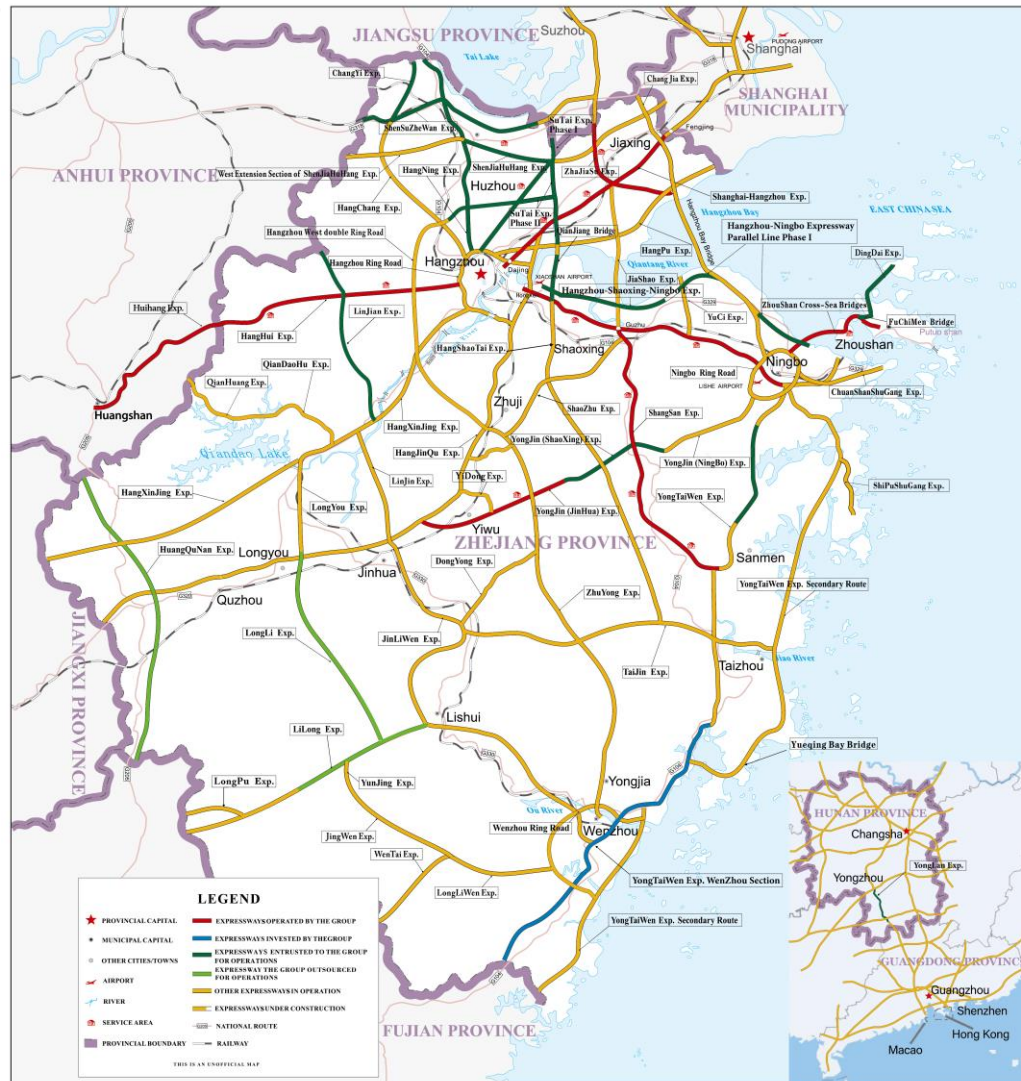 JIANGSU PROVINCE
Suzhou
PUDONG AIRPORT
Shanghai
Tai Lake
ChangYi Exp.
Chang Jia Exp.
SHANGHAI
MUNICIPALITY
SuTai Exp.
Phase I
Fengjing
ShenSuZheWan Exp.
Jiaxing
ANHUI PROVINCE
West Extension Section of ShenJiaHuHang Exp.
HangNing Exp.
ShenJiaHuHang Exp.
ZhaJiaSu Exp.
Huzhou
Shanghai-Hangzhou Exp.
HangChang Exp.
SuTai Exp.
Phase II
Hangzhou Bay
EAST CHINA SEA
Hangzhou West double Ring Road
QianJiang Bridge
Hangzhou Bay Bridge
Hangzhou-Ningbo Expressway
Parallel Line Phase I
HangPu Exp.
DingDai Exp.
Hangzhou Ring Road
Hangzhou
Dajing
XIAOSHAN AIRPORT
Qiantang River
JiaShao Exp.
Huihang Exp.
Hangzhou-Shaoxing-Ningbo Exp.
ZhouShan Cross-Sea Bridges
LinJian Exp.
YuCi Exp.
FuChiMen Bridge
HangHui Exp.
Guzhu
Putuo shan
Zhoushan
HangShaoTai Exp.
Shaoxing
Ningbo
QianDaoHu Exp.
Ningbo Ring Road
LISHE AIRPORT
QianHuang Exp.
ChuanShanShuGang Exp.
Huangshan
Zhuji
ShaoZhu Exp.
ShangSan Exp.
HangXinJing Exp.
Qiandao Lake
YongJin (ShaoXing) Exp.
HangJinQu Exp.
YongJin (NingBo) Exp.
LinJin Exp.
YiDong Exp.
ShiPuShuGang Exp.
HangXinJing Exp.
LongYou Exp.
YongTaiWen Exp.
YongJin (JinHua) Exp.
Yiwu
ZHEJIANG PROVINCE
HuangQuNan Exp.
Longyou
Sanmen
DongYong Exp.
Jinhua
YongTaiWen Exp. Secondary Route
Quzhou
ZhuYong Exp.
LongLi Exp.
JinLiWen Exp.
JIANGXI PROVINCE
TaiJin Exp.
Taizhou
Lishui
LiLong Exp.
Yueqing Bay Bridge
LongPu Exp.
YunJing Exp.
Yongjia
Ou River
Wenzhou Ring Road
Wenzhou
JingWen Exp.
WenTai Exp.
YongTaiWen Exp. WenZhou Section
LongLiWen Exp.
YongTaiWen Exp. Secondary Route
FUJIAN PROVINCE
HUNAN PROVINCE
Changsha
YongLan Exp.
Yongzhou
GUANGDONG PROVINCE
Guangzhou
Shenzhen
Hong Kong
Macao
LEGEND
PROVINCIAL CAPITAL
EXPRESSWAYS OPERATED BY THE GROUP
MUNICIPAL CAPITAL
EXPRESSWAYS INVESTED BY THEGROUP
OTHER CITIES/TOWNS
EXPRESSWAYS ENTRUSTED TO THE GROUP
FOR OPERATIONS
EXPRESSWAY THE GROUP OUTSOURCED
FOR OPERATIONS
AIRPORT
OTHER EXPRESSWAYS IN OPERATION
RIVER
EXPRESSWAYS UNDER CONSTRUCTION
SERVICE AREA
NATIONAL ROUTE
PROVINCIAL BOUNDARY
RAILWAY
THIS IS AN UNOFFICIAL MAP